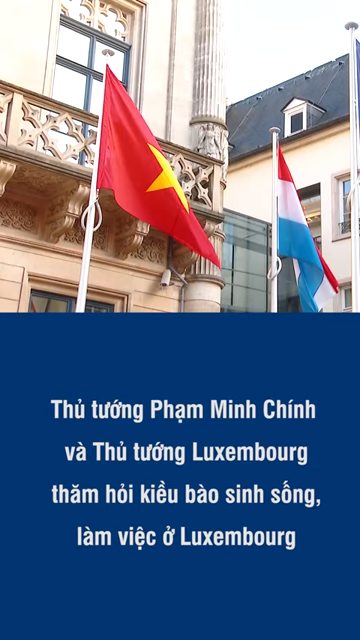 Thủ tướng Phạm Minh Chính
và Thủ tướng Luxembourg
thăm hỏi kiều bào sinh sống,
làm việc ở Luxembourg